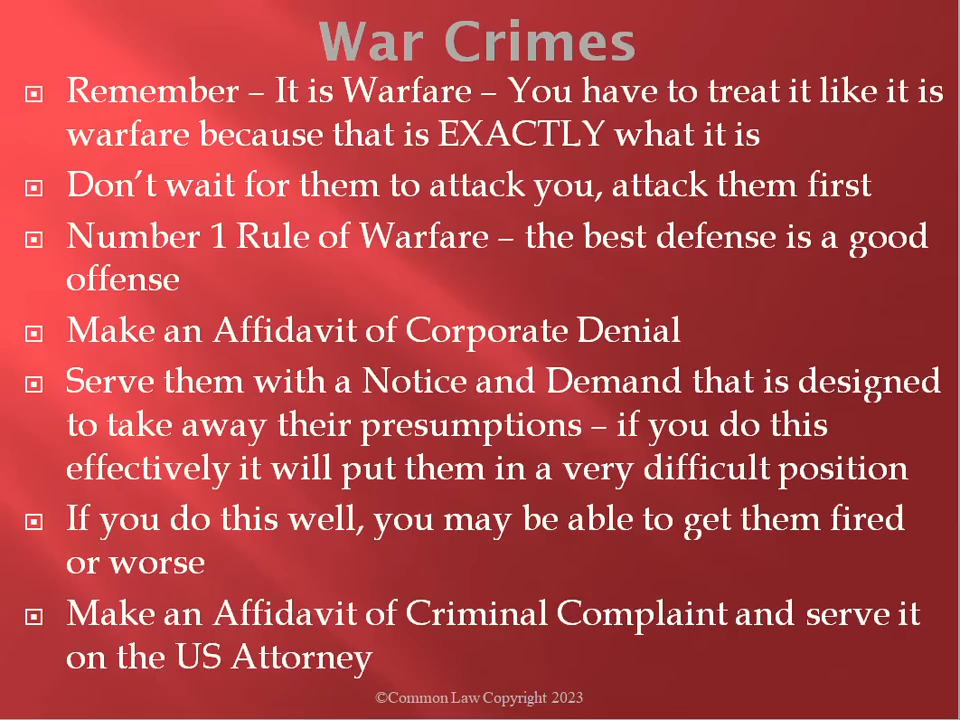 War Crimes
Remember – It is Warfare – You have to treat it like it is
warfare because that is EXACTLY what it is
Don't wait for them to attack you, attack them first
Number 1 Rule of Warfare – the best defense is a good
offense
Make an Affidavit of Corporate Denial
Serve them with a Notice and Demand that is designed
to take away their presumptions – if you do this
effectively it will put them in a very difficult position
If you do this well, you may be able to get them fired
or worse
Make an Affidavit of Criminal Complaint and serve it
on the US Attorney
©Common Law Copyright 2023